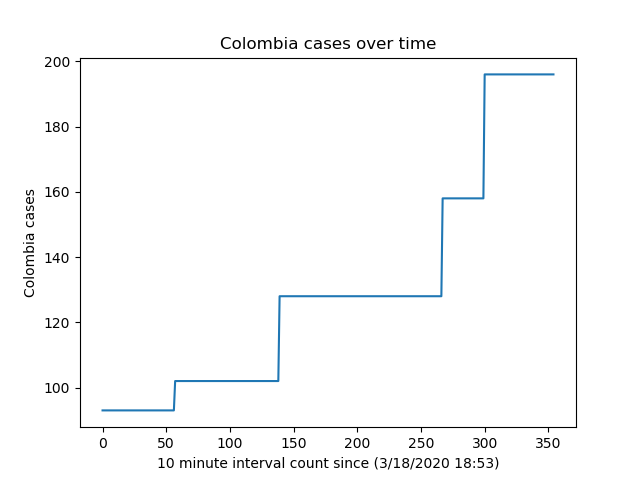 Colombia cases over time
200
180
160
140
120
100
Colombia cases
0 50 100 150 200 250 300 350
10 minute interval count since (3/18/2020 18:53)